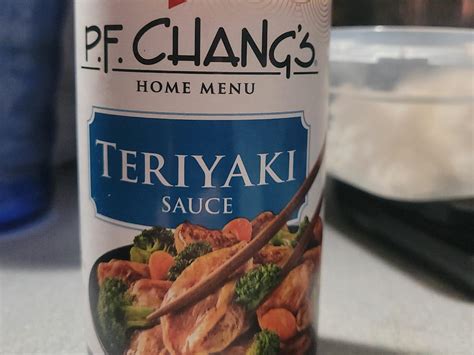 P.F. CHANG'S
HOME MENU
TERIYAKI
SAUCE